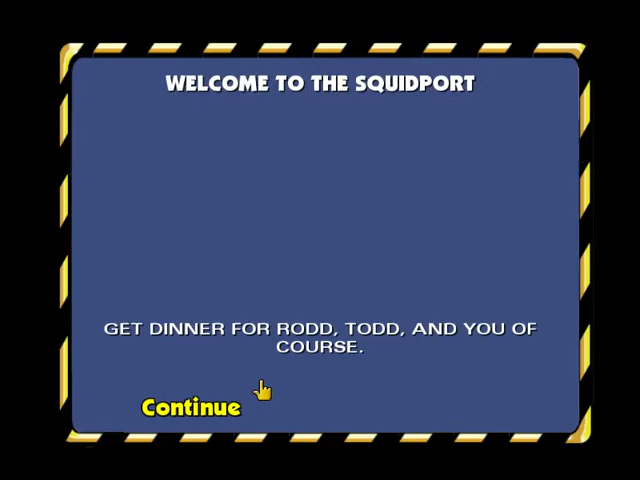 WELCOME TO THE SQUIDPORT
GET DINNER FOR RODD, TODD, AND YOU OF
COURSE.
Continue